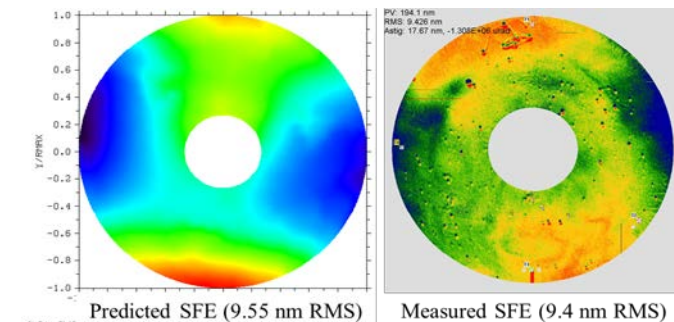 1.0
0.8
0.6
0.4
0.2
0.0
-0.2
-0.4
-0.6
-0.8
-1.0
Y/RMAX
Predicted SFE (9.55 nm RMS)
PV: 194.1 nm
RMS: 9.426 nm
Astig: 17.67 nm, -1.308E+06 urad
Measured SFE (9.4 nm RMS)